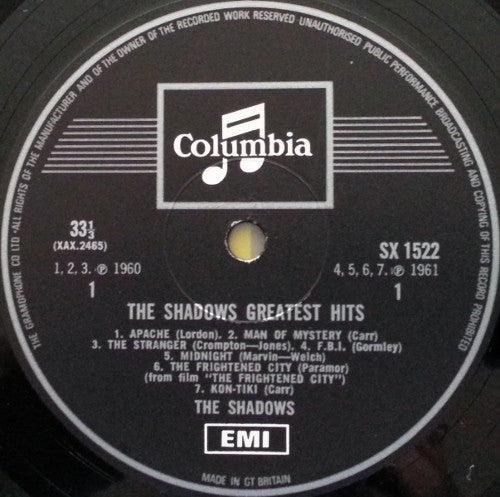 THE GRAMOPHONE CO LTD • ALL RIGHTS OF THE MANUFACTURER AND OF THE OWNER OF THE RECORDED WORK RESERVED UNAUTHORISED PUBLIC PERFORMANCE BROADCASTING AND COPYING OF THIS RECORD PROHIBITED
Columbia
33⅓
(XAX.2465)
SX 1522
1, 2, 3. ℗ 1960
4, 5, 6, 7. ℗ 1961
1
1
THE SHADOWS GREATEST HITS
1. APACHE (Lordon). 2. MAN OF MYSTERY (Carr)
3. THE STRANGER (Crompton—Jones). 4. F.B.I. (Gormley)
5. MIDNIGHT (Marvin—Welch)
6. THE FRIGHTENED CITY (Paramor)
(from film "THE FRIGHTENED CITY")
7. KON-TIKI (Carr)
THE SHADOWS
EMI
MADE IN GT BRITAIN